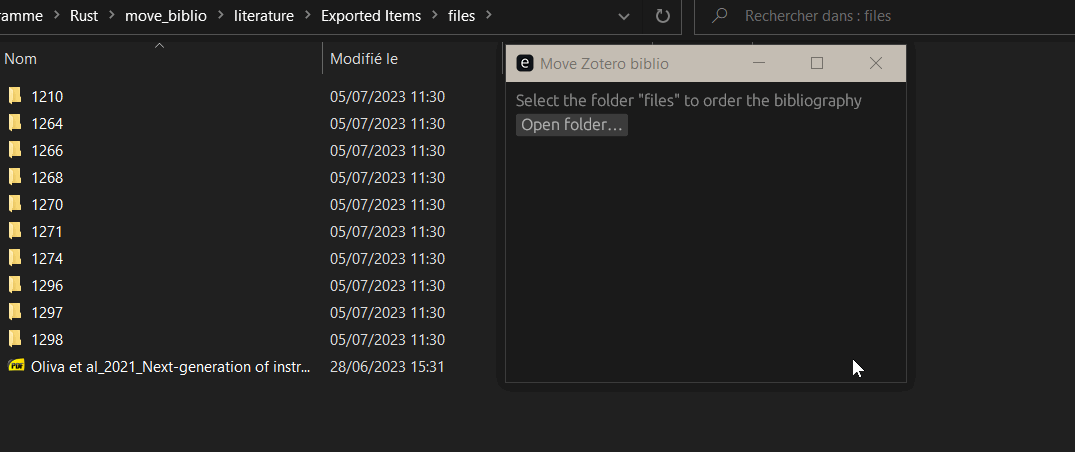 Rust > move_biblio > literature > Exported Items > files >
Rechercher dans : files
Nom Modifié le
1210 05/07/2023 11:30
1264 05/07/2023 11:30
1266 05/07/2023 11:30
1268 05/07/2023 11:30
1270 05/07/2023 11:30
1271 05/07/2023 11:30
1274 05/07/2023 11:30
1296 05/07/2023 11:30
1297 05/07/2023 11:30
1298 05/07/2023 11:30
Oliva et al_2021_Next-generation of instr... 28/06/2023 15:31
e Move Zotero biblio
Select the folder "files" to order the bibliography
Open folder...